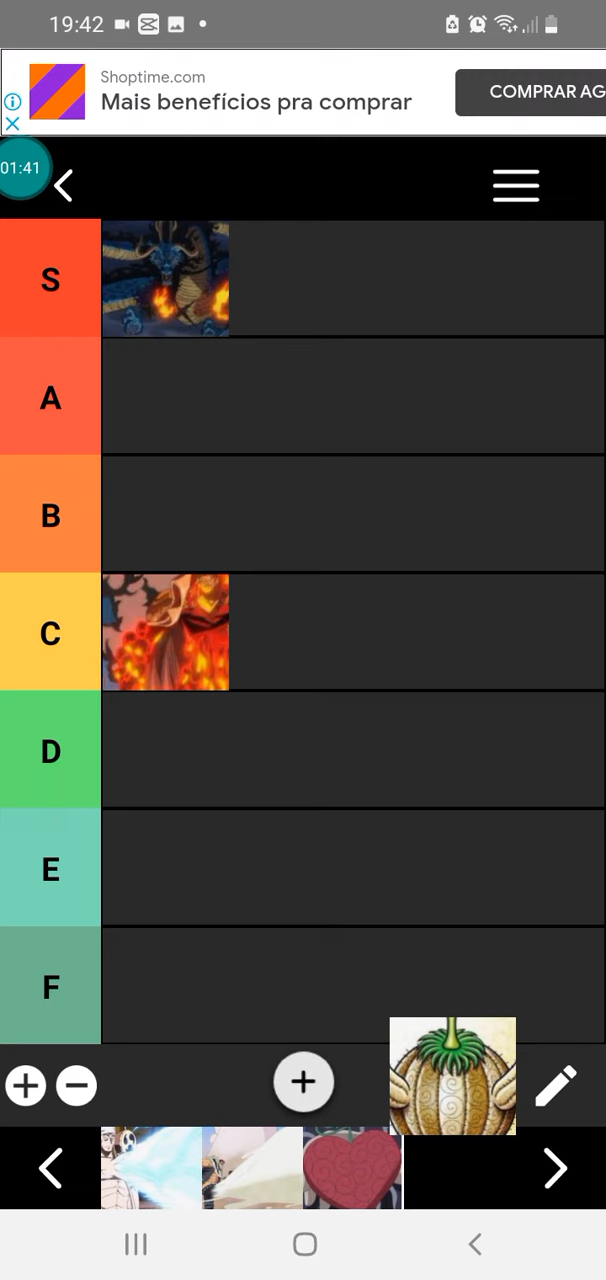 19:42
Shoptime.com
Mais benefícios pra comprar
COMPRAR AG
01:41
S
A
B
C
D
E
F